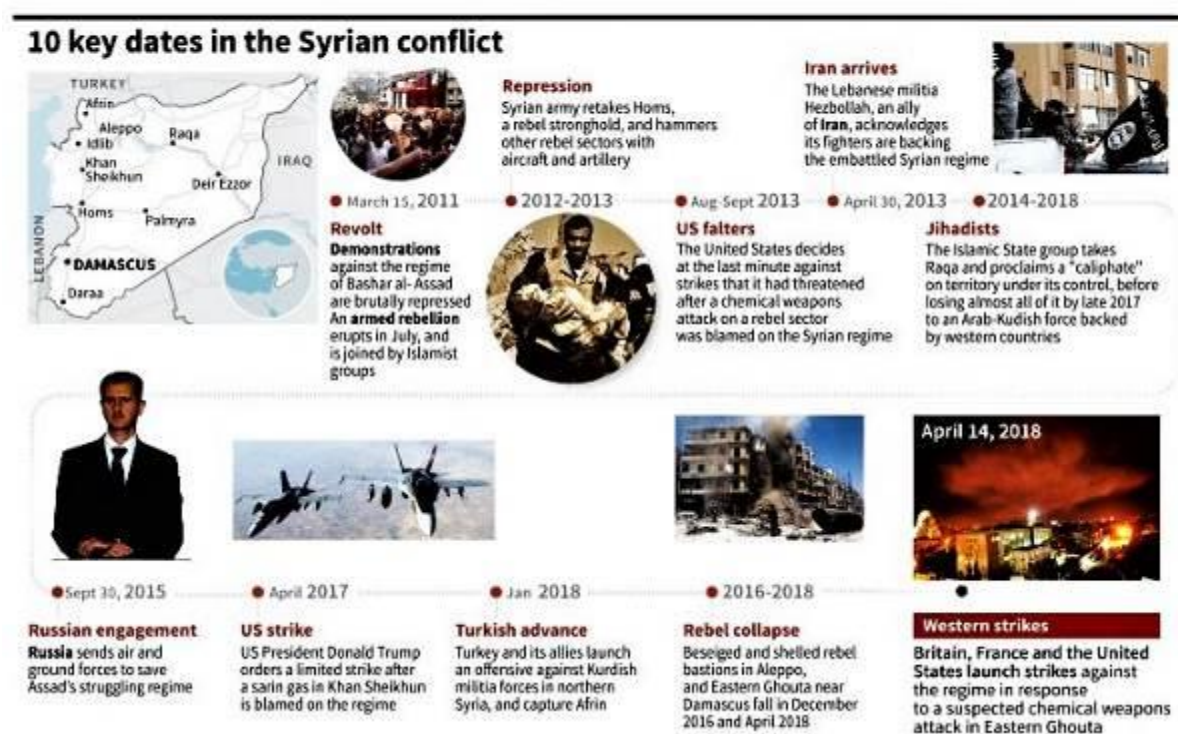 10 key dates in the Syrian conflict
TURKEY
Afrin
Aleppo
Raqa
Idlib
Khan
Sheikhun
IRAQ
Deir Ezzor
Homs
Palmyra
LEBANON
DAMASCUS
Daraa
March 15, 2011
Revolt
Demonstrations
against the regime
of Bashar al- Assad
are brutally repressed
An armed rebellion
erupts in July, and
is joined by Islamist
groups
Repression
Syrian army retakes Homs,
a rebel stronghold, and hammers
other rebel sectors with
aircraft and artillery
2012-2013
Aug-Sept 2013
US falters
The United States decides
at the last minute against
strikes that it had threatened
after a chemical weapons
attack on a rebel sector
was blamed on the Syrian regime
Iran arrives
The Lebanese militia
Hezbollah, an ally
of Iran, acknowledges
its fighters are backing
the embattled Syrian regime
April 30, 2013
2014-2018
Jihadists
The Islamic State group takes
Raqa and proclaims a "caliphate"
on territory under its control, before
losing almost all of it by late 2017
to an Arab-Kudish force backed
by western countries
Sept 30, 2015
Russian engagement
Russia sends air and
ground forces to save
Assad's struggling regime
April 2017
US strike
US President Donald Trump
orders a limited strike after
a sarin gas in Khan Sheikhun
is blamed on the regime
Jan 2018
Turkish advance
Turkey and its allies launch
an offensive against Kurdish
militia forces in northern
Syria, and capture Afrin
2016-2018
Rebel collapse
Beseiged and shelled rebel
bastions in Aleppo,
and Eastern Ghouta near
Damascus fall in December
2016 and April 2018
April 14, 2018
Western strikes
Britain, France and the United
States launch strikes against
the regime in response
to a suspected chemical weapons
attack in Eastern Ghouta